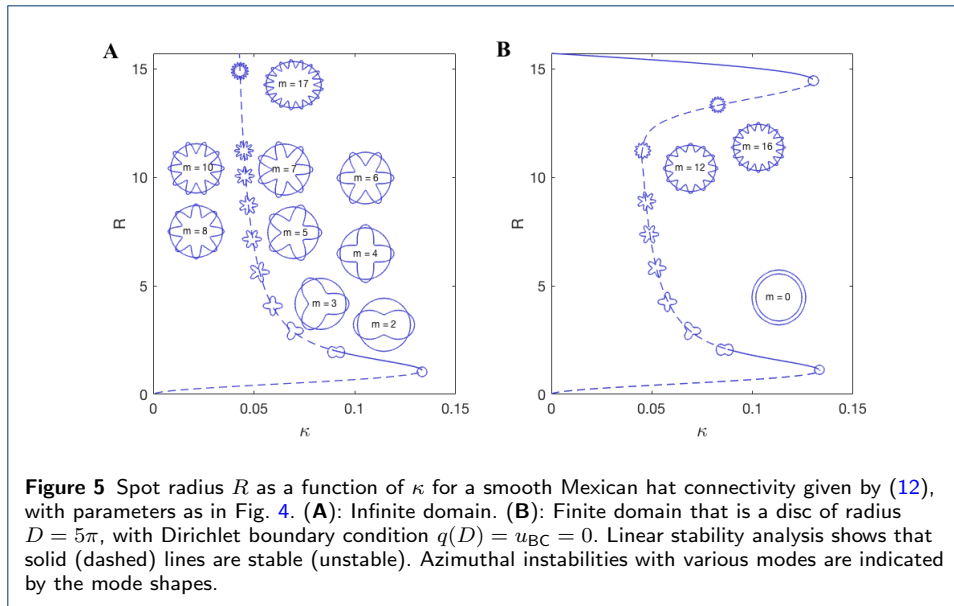 A
B
15
10
5
0
R
m = 17
m = 10
m = 7
m = 6
m = 8
m = 5
m = 4
m = 3
m = 2
0
0.05
0.1
0.15
κ
15
10
5
0
R
m = 16
m = 12
m = 0
0
0.05
0.1
0.15
κ
Figure 5 Spot radius R as a function of κ for a smooth Mexican hat connectivity given by (12),
with parameters as in Fig. 4. (A): Infinite domain. (B): Finite domain that is a disc of radius
D = 5π, with Dirichlet boundary condition q(D) = u_BC = 0. Linear stability analysis shows that
solid (dashed) lines are stable (unstable). Azimuthal instabilities with various modes are indicated
by the mode shapes.